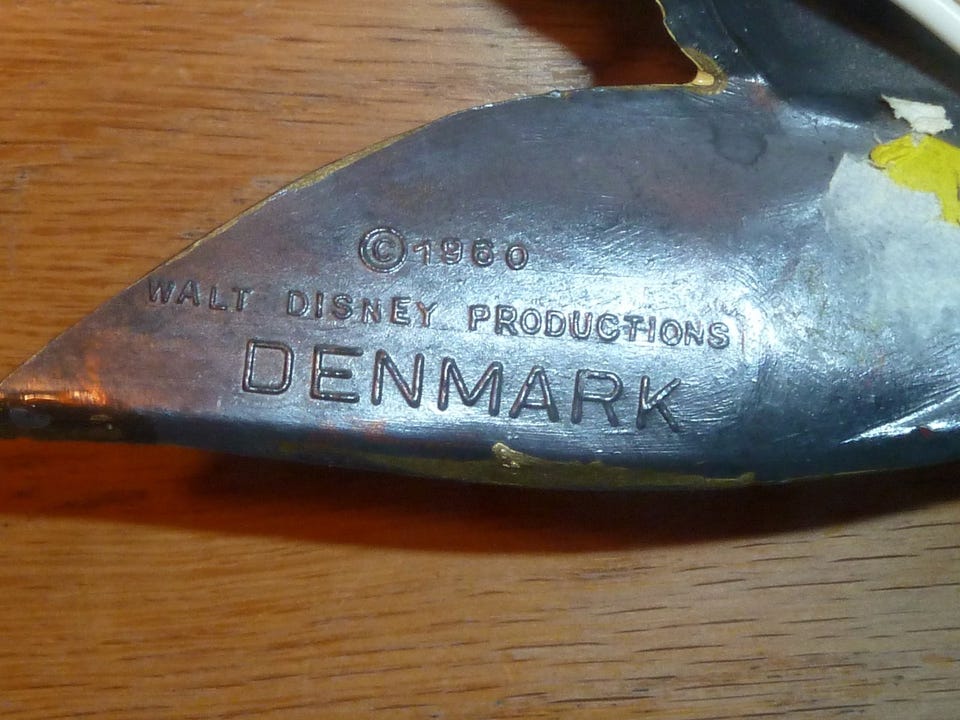 ©1960
WALT DISNEY PRODUCTIONS
DENMARK